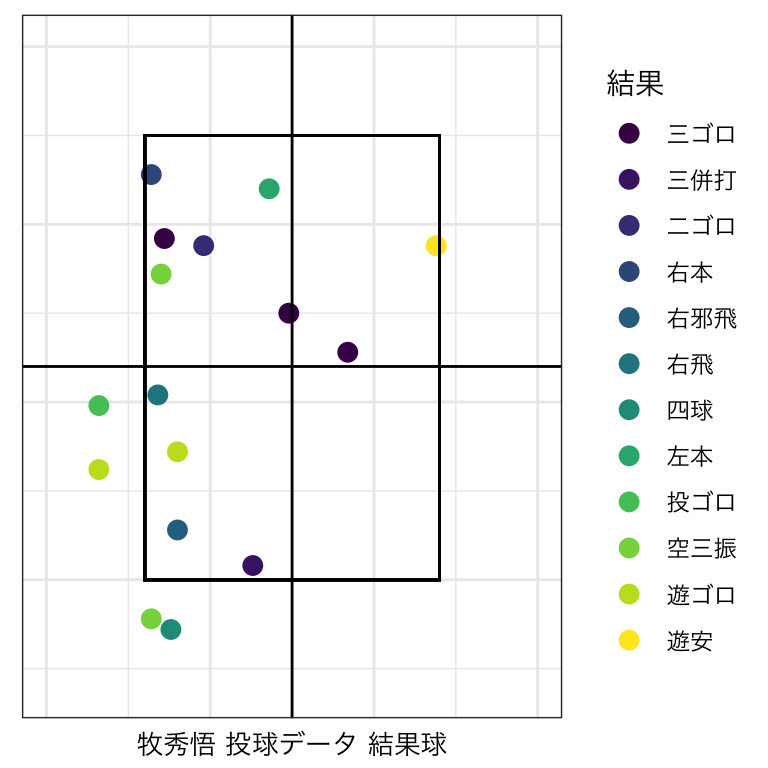 結果
三ゴロ
三併打
二ゴロ
右本
右邪飛
右飛
四球
左本
投ゴロ
空三振
遊ゴロ
遊安
牧秀悟 投球データ 結果球